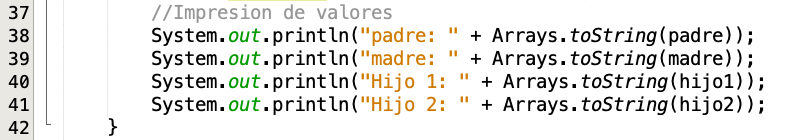 37 //Impresion de valores
38 System.out.println("padre: " + Arrays.toString(padre));
39 System.out.println("madre: " + Arrays.toString(madre));
40 System.out.println("Hijo 1: " + Arrays.toString(hijo1));
41 System.out.println("Hijo 2: " + Arrays.toString(hijo2));
42 }